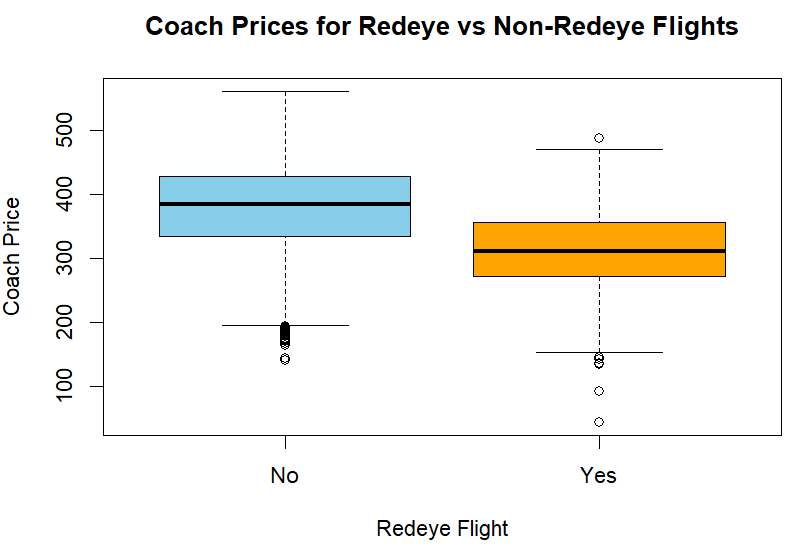 Coach Prices for Redeye vs Non-Redeye Flights
Coach Price
500
400
300
200
100
No Yes
Redeye Flight